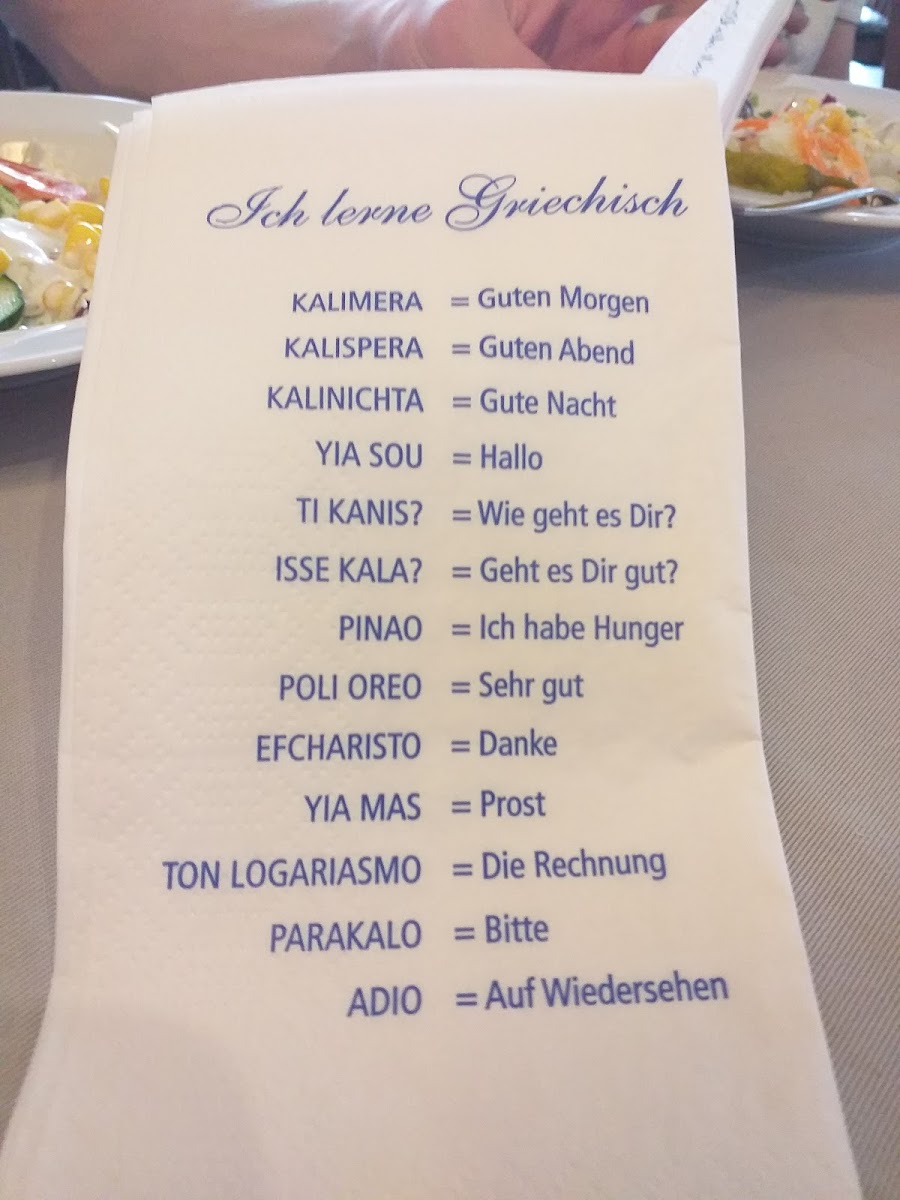 Ich lerne Griechisch
KALIMERA = Guten Morgen
KALISPERA = Guten Abend
KALINICHTA = Gute Nacht
YIA SOU = Hallo
TI KANIS? = Wie geht es Dir?
ISSE KALA? = Geht es Dir gut?
PINAO = Ich habe Hunger
POLI OREO = Sehr gut
EFCHARISTO = Danke
YIA MAS = Prost
TON LOGARIASMO = Die Rechnung
PARAKALO = Bitte
ADIO = Auf Wiedersehen